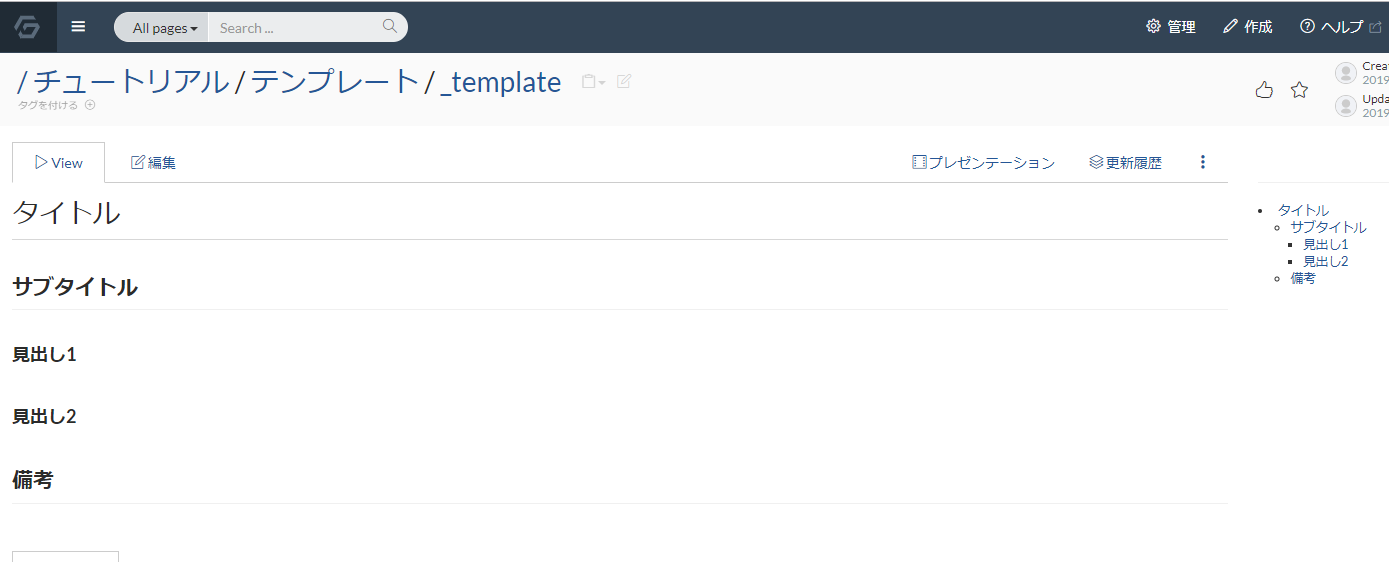 All pages Search ... 管理 作成 ヘルプ
/ チュートリアル / テンプレート / _template
タグを付ける
Creat
2019
Upda
2019
View 編集 プレゼンテーション 更新履歴
タイトル
サブタイトル
見出し1
見出し2
備考
タイトル
サブタイトル
見出し1
見出し2
備考